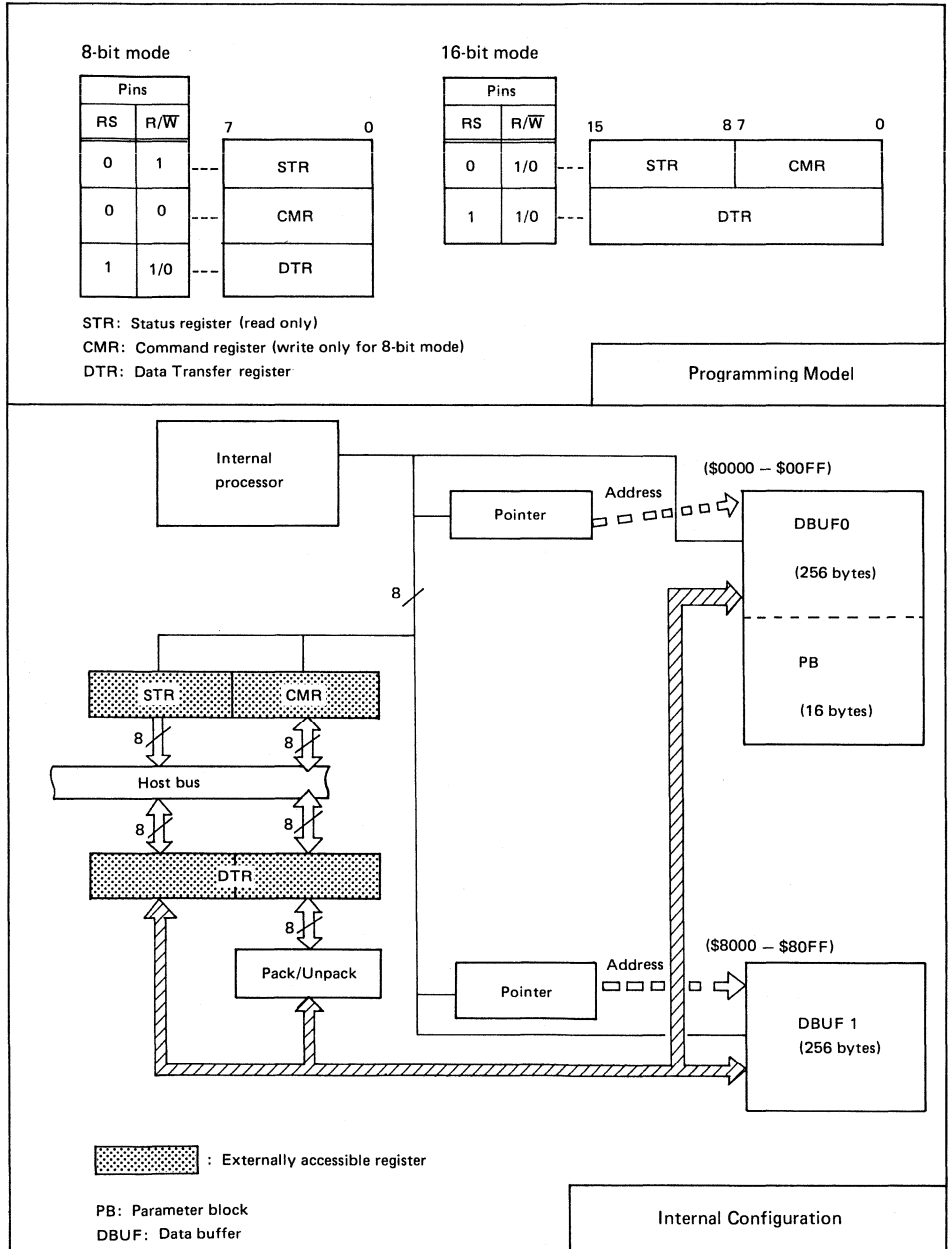 8-bit mode
16-bit mode
Pins
RS R/W̅
7 0
0 1 STR
0 0 CMR
1 1/0 DTR
Pins
RS R/W̅
15 8 7 0
0 1/0 STR CMR
1 1/0 DTR
STR: Status register (read only)
CMR: Command register (write only for 8-bit mode)
DTR: Data Transfer register
Programming Model
Internal
processor
($0000 – $00FF)
Address
Pointer
DBUF0
(256 bytes)
8
PB
(16 bytes)
STR CMR
8 8
Host bus
8 8
DTR
8
Pack/Unpack
($8000 – $80FF)
Address
Pointer
DBUF 1
(256 bytes)
: Externally accessible register
PB: Parameter block
DBUF: Data buffer
Internal Configuration